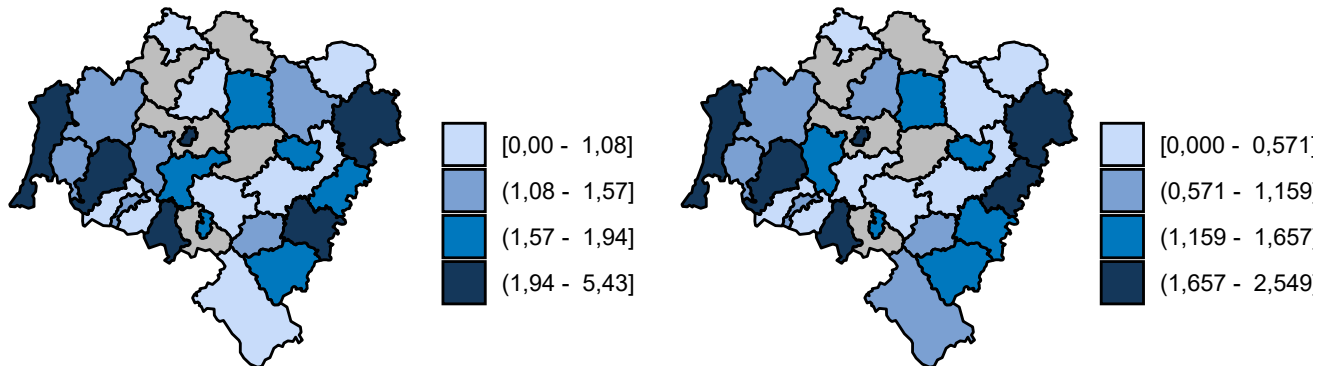 [0,00 - 1,08]
(1,08 - 1,57]
(1,57 - 1,94]
(1,94 - 5,43]
[0,000 - 0,571]
(0,571 - 1,159]
(1,159 - 1,657]
(1,657 - 2,549]